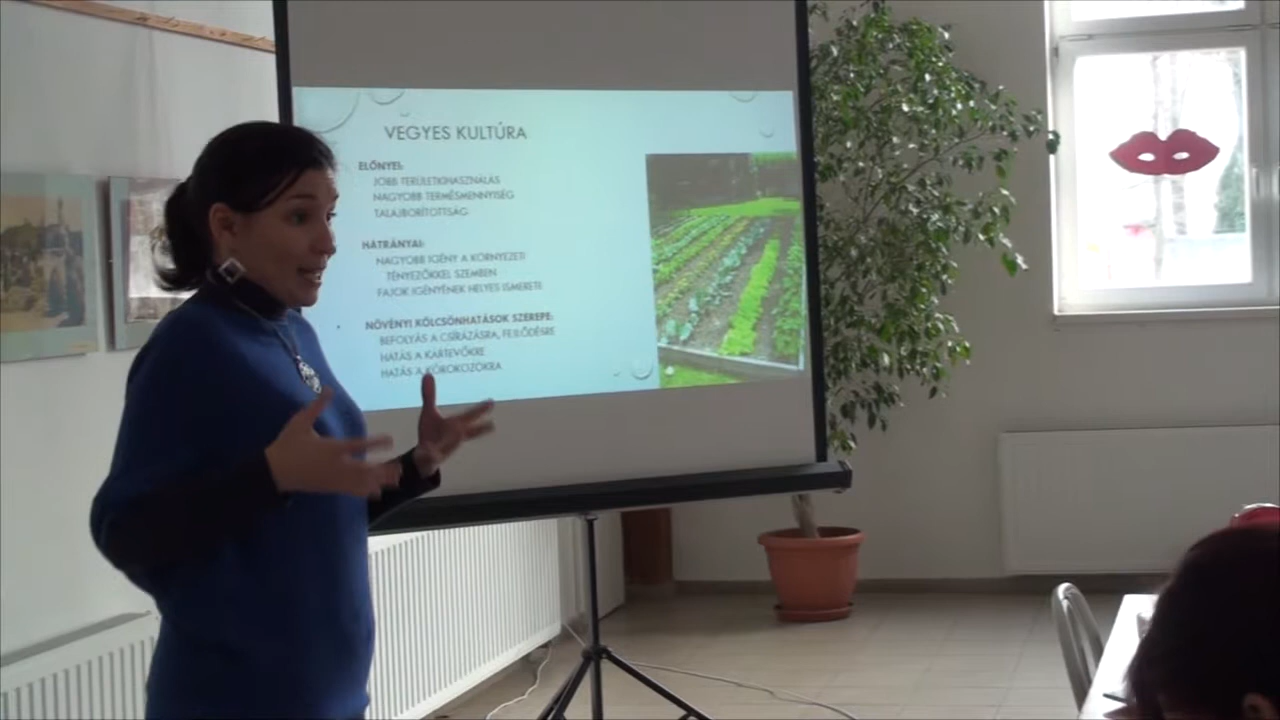 VEGYES KULTÚRA
ELŐNYEI:
JOBB TERÜLETKIHASZNÁLÁS
NAGYOBB TERMÉSMENNYISÉG
TALAJBORÍTOTTSÁG
HÁTRÁNYAI:
NAGYOBB IGÉNY A KÖRNYEZETI
TÉNYEZŐKKEL SZEMBEN
FAJOK IGÉNYÉNEK HELYES ISMERETE
NÖVÉNYI KÖLCSÖNHATÁSOK SZEREPE:
BEFOLYÁS A CSÍRÁZÁSRA, FEJLŐDÉSRE
HATÁS A KÁRTEVŐKRE
HATÁS A KÓROKOZÓKRA